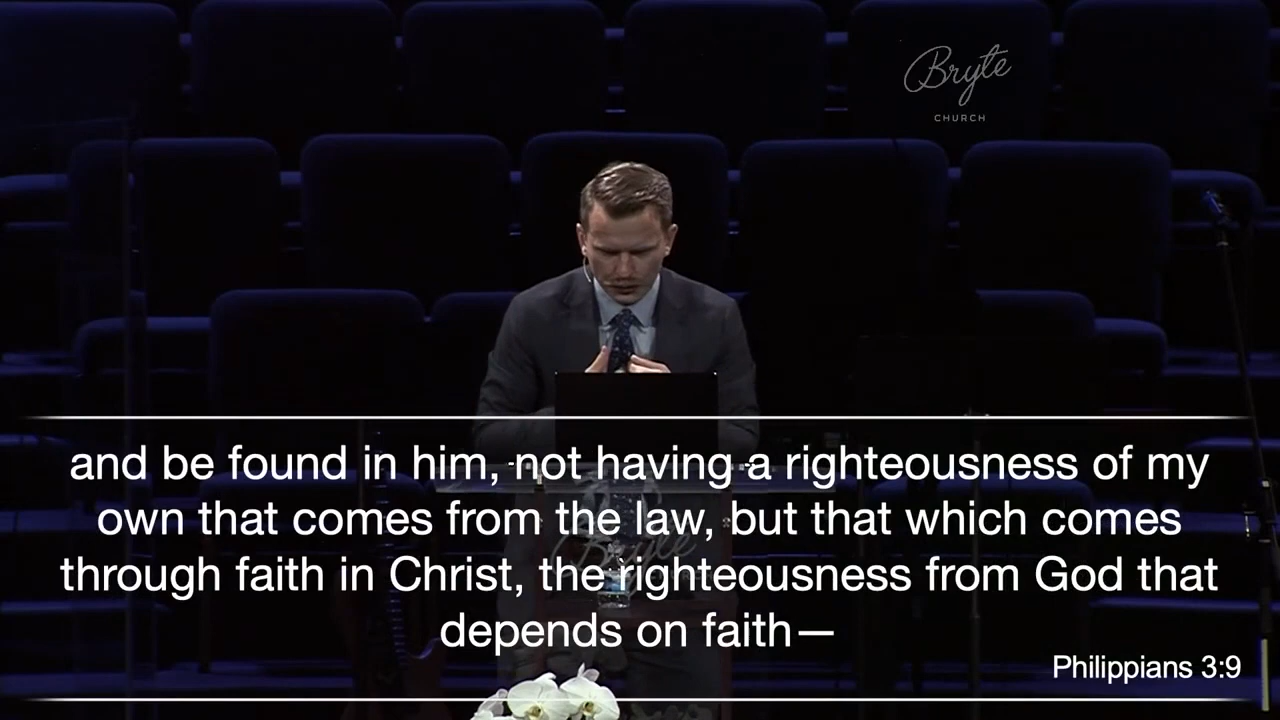 Bryte
CHURCH
and be found in him, not having a righteousness of my
own that comes from the law, but that which comes
through faith in Christ, the righteousness from God that
depends on faith—
Philippians 3:9
Bryte